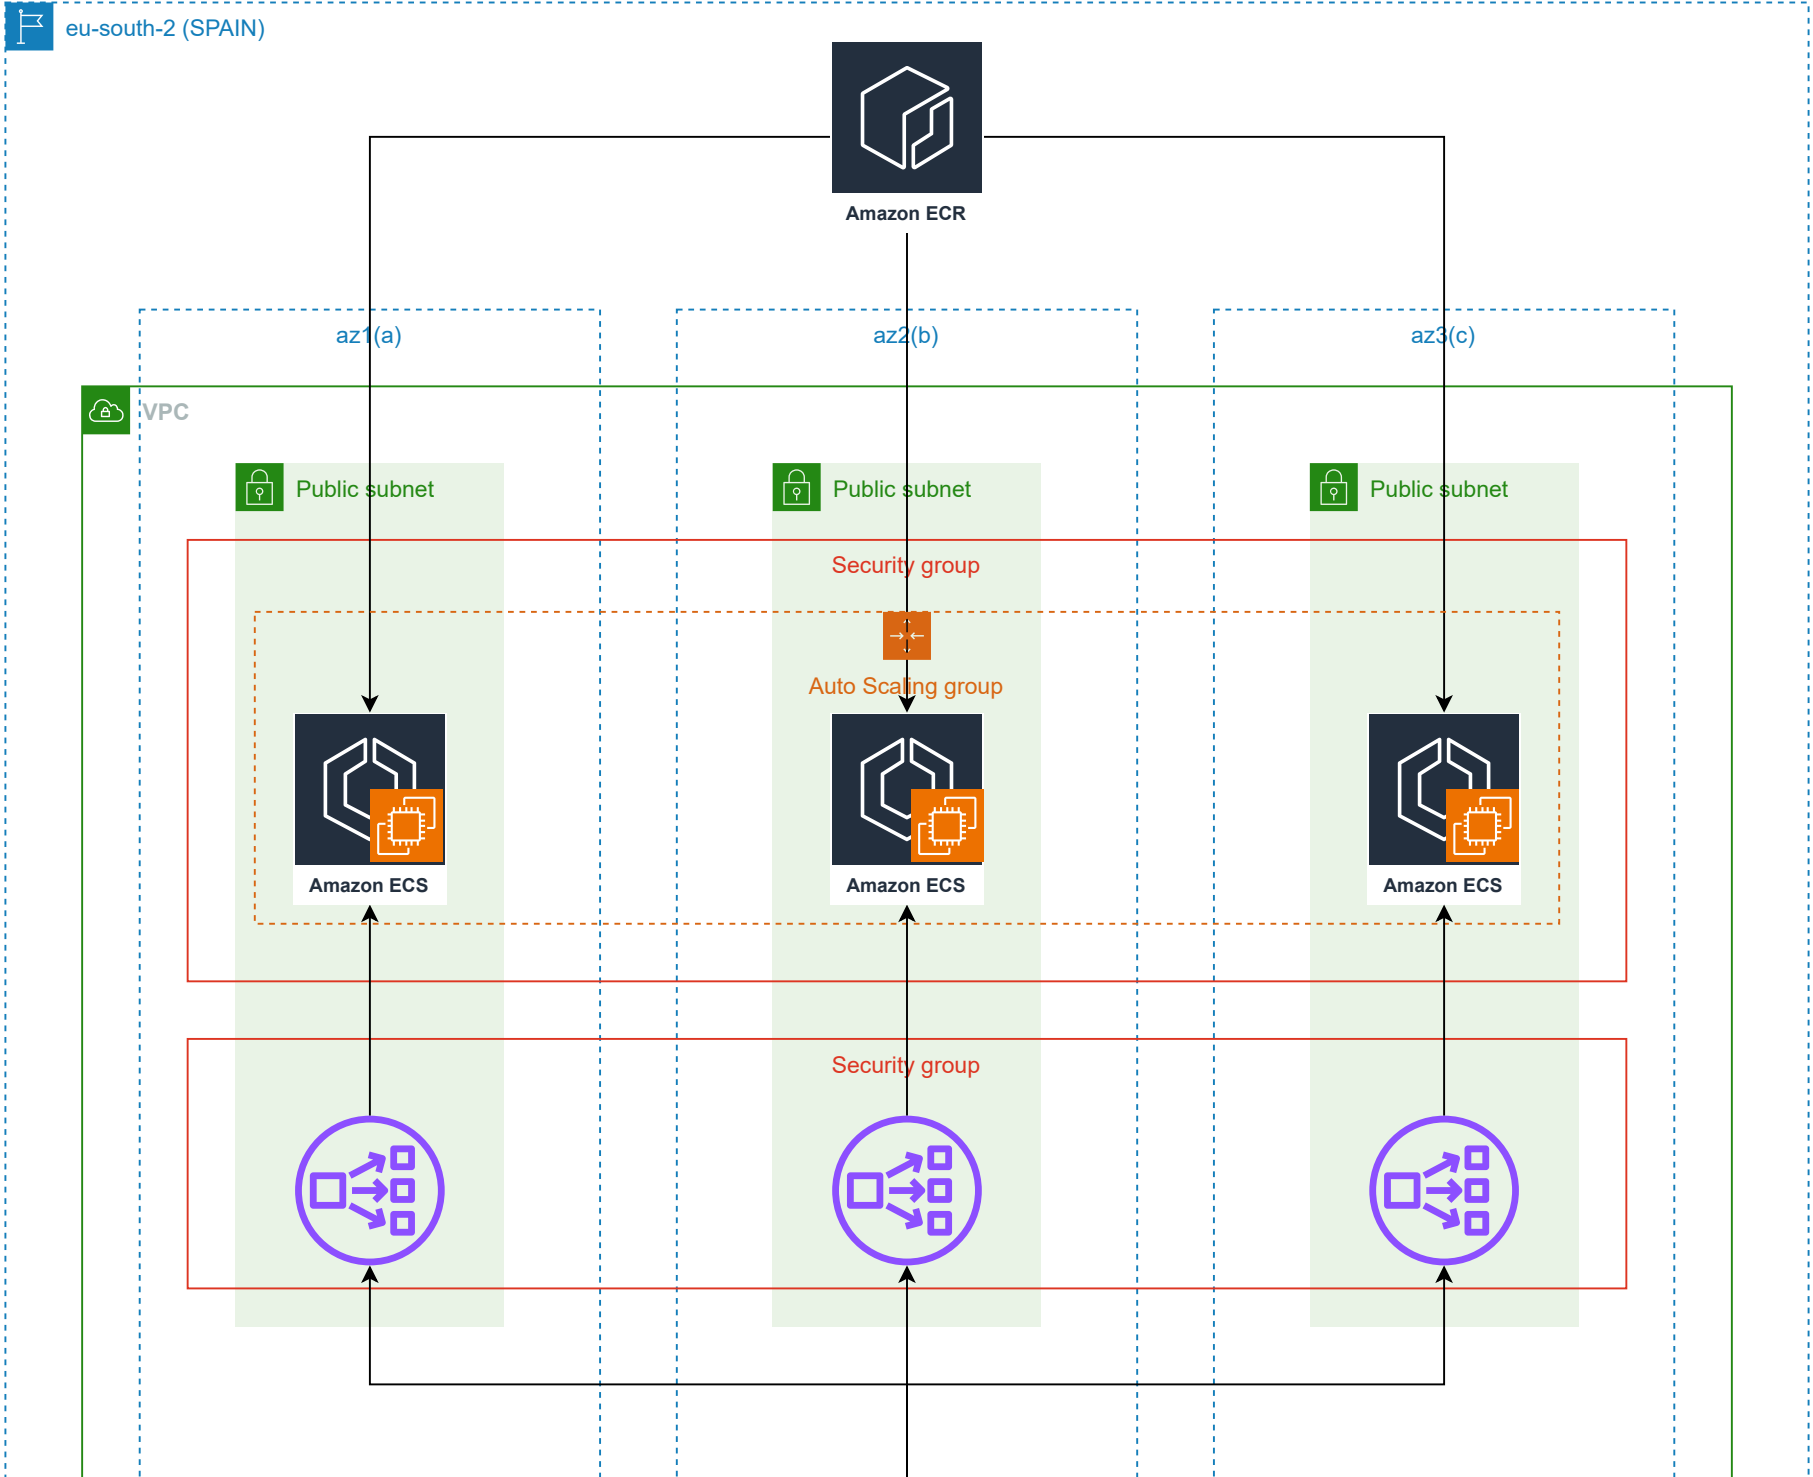 eu-south-2 (SPAIN)
Amazon ECR
az1(a)
az2(b)
az3(c)
VPC
Public subnet
Public subnet
Public subnet
Security group
Auto Scaling group
Amazon ECS
Amazon ECS
Amazon ECS
Security group